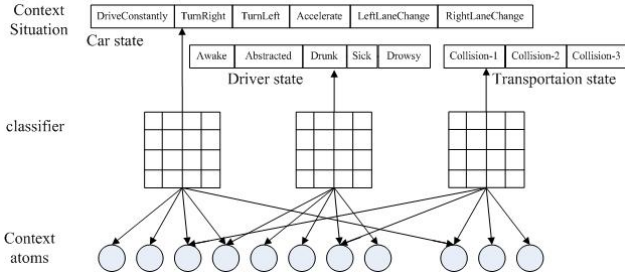 Context
Situation
DriveConstantly TurnRight TurnLeft Accelerate LeftLaneChange RightLaneChange
Car state
Awake Abstracted Drunk Sick Drowsy
Collision-1 Collision-2 Collision-3
Driver state
Transportaion state
classifier
Context
atoms